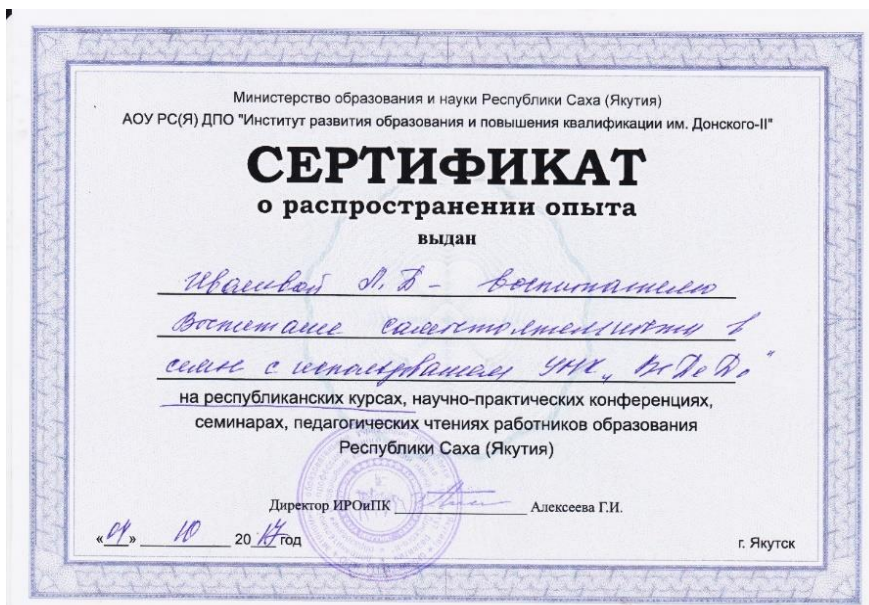 Министерство образования и науки Республики Саха (Якутия)
АОУ РС(Я) ДПО "Институт развития образования и повышения квалификации им. Донского-II"
СЕРТИФИКАТ
о распространении опыта
выдан
Ивановой Л.В – воспитателю
Воспитание самостоятельности в
семье с использованием УМК „
на республиканских курсах, научно-практических конференциях,
семинарах, педагогических чтениях работников образования
Республики Саха (Якутия)
Директор ИРОиПК Алексеева Г.И.
«04» 10 2017 год г. Якутск